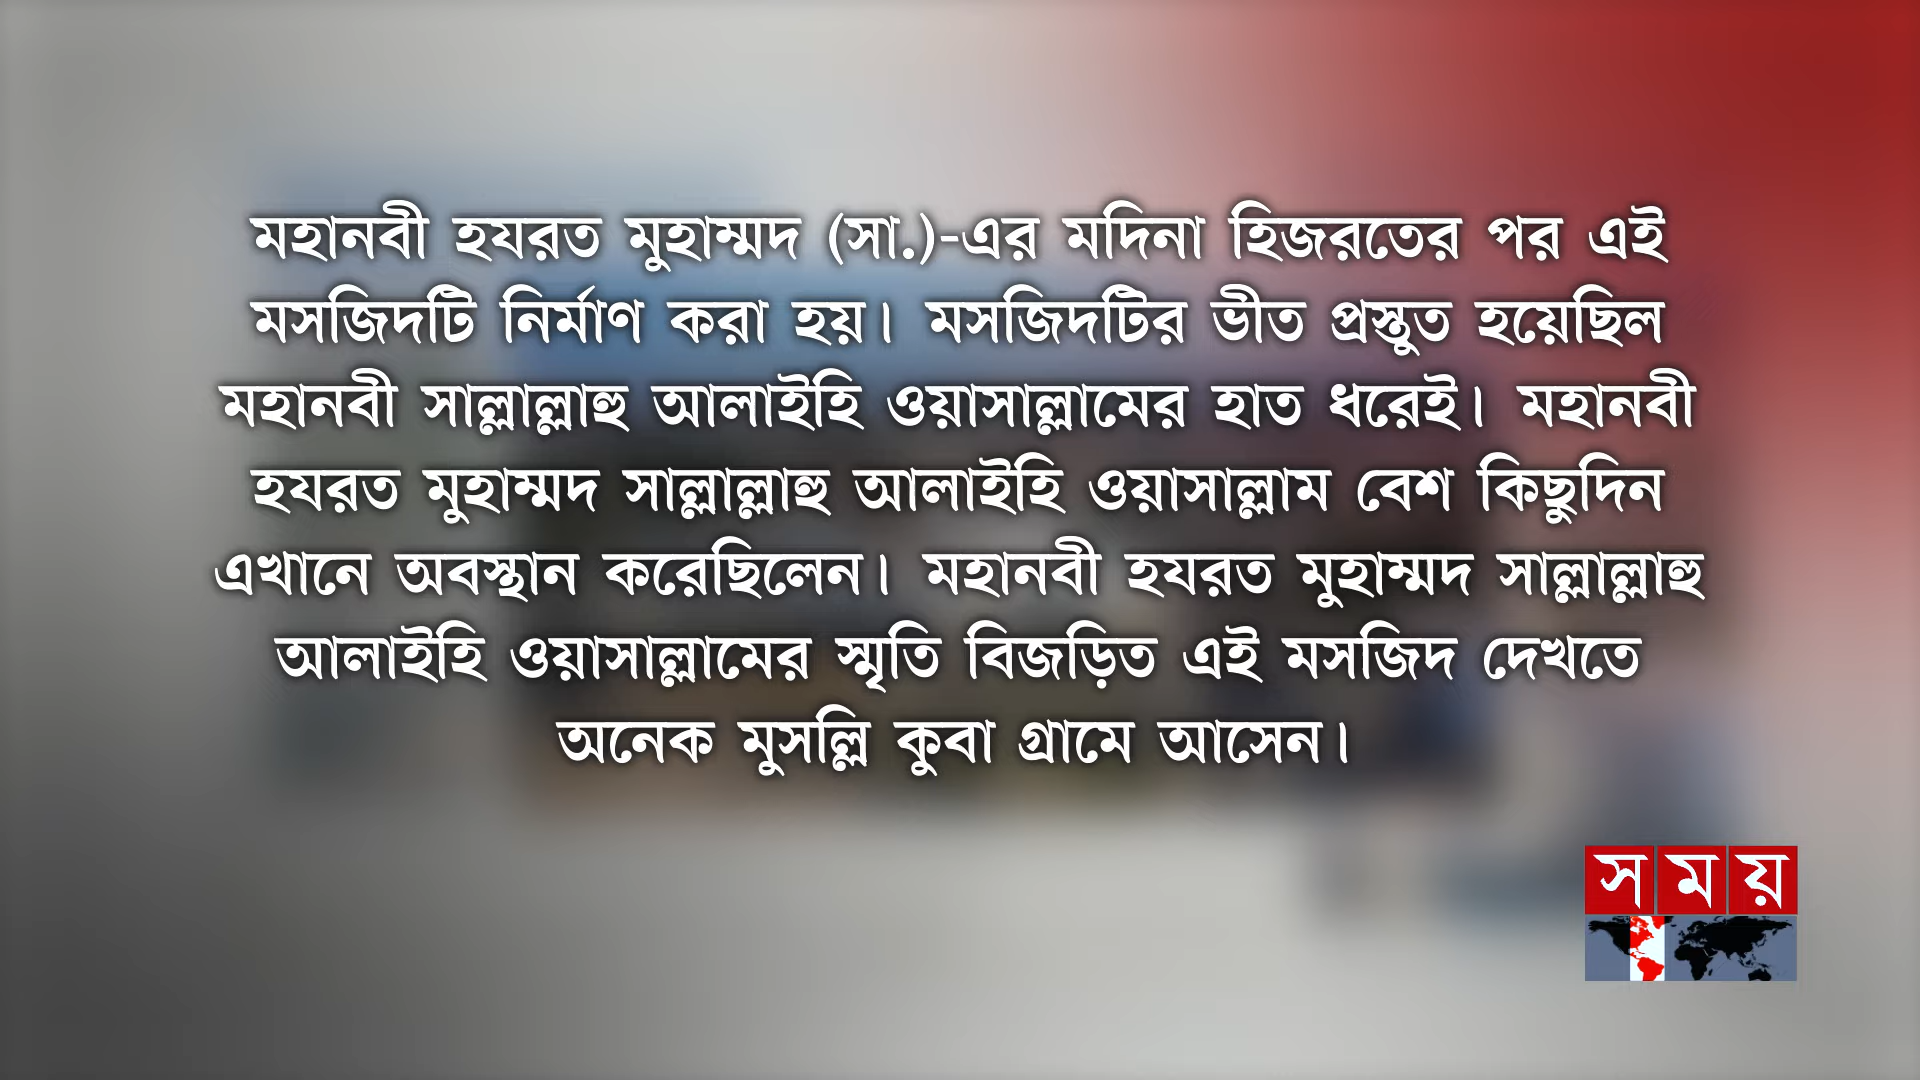 মহানবী হযরত মুহাম্মদ (সা.)-এর মদিনা হিজরতের পর এই
মসজিদটি নির্মাণ করা হয়। মসজিদটির ভীত প্রস্তুত হয়েছিল
মহানবী সাল্লাল্লাহু আলাইহি ওয়াসাল্লামের হাত ধরেই। মহানবী
হযরত মুহাম্মদ সাল্লাল্লাহু আলাইহি ওয়াসাল্লাম বেশ কিছুদিন
এখানে অবস্থান করেছিলেন। মহানবী হযরত মুহাম্মদ সাল্লাল্লাহু
আলাইহি ওয়াসাল্লামের স্মৃতি বিজড়িত এই মসজিদ দেখতে
অনেক মুসল্লি কুবা গ্রামে আসেন।
সময়